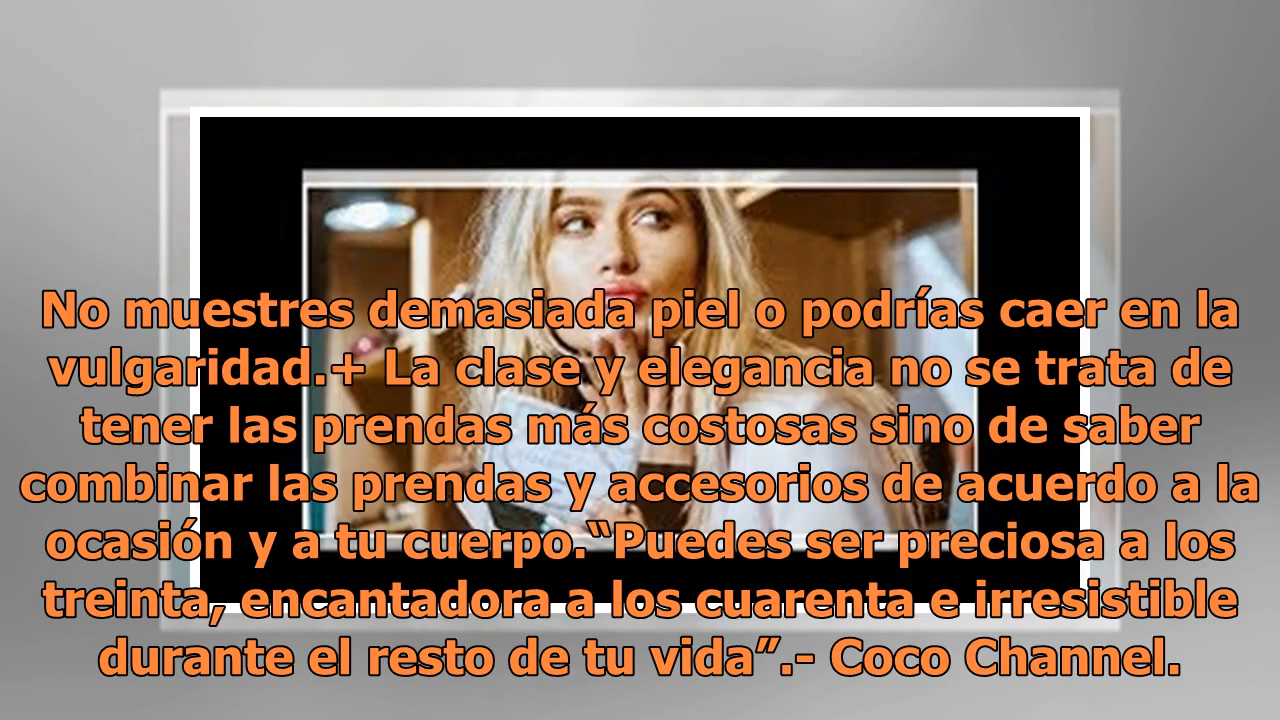 No muestres demasiada piel o podrías caer en la
vulgaridad.+ La clase y elegancia no se trata de
tener las prendas más costosas sino de saber
combinar las prendas y accesorios de acuerdo a la
ocasión y a tu cuerpo.“Puedes ser preciosa a los
treinta, encantadora a los cuarenta e irresistible
durante el resto de tu vida”.- Coco Channel.